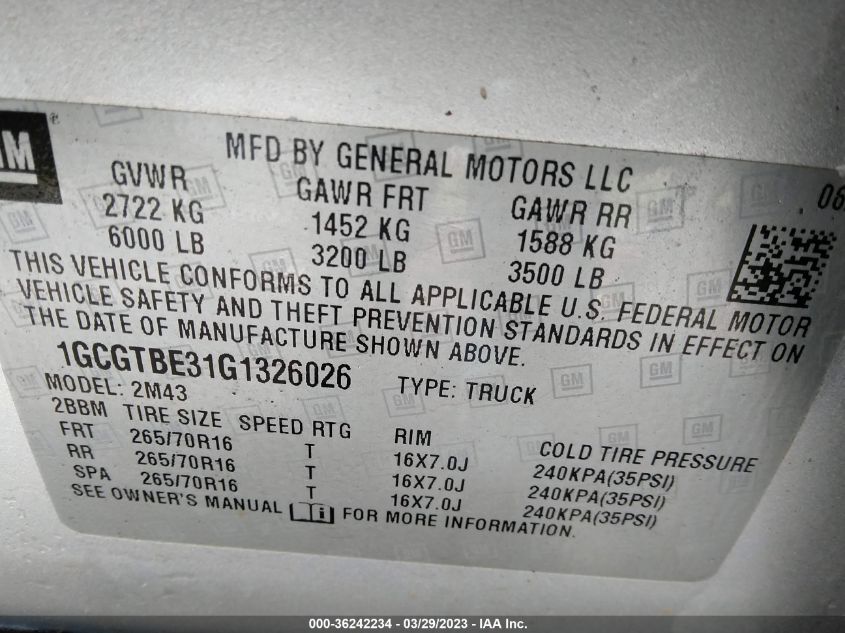 GM®
MFD BY GENERAL MOTORS LLC
06
GVWR GAWR FRT GAWR RR
2722 KG 1452 KG 1588 KG
6000 LB 3200 LB 3500 LB
THIS VEHICLE CONFORMS TO ALL APPLICABLE U.S. FEDERAL MOTOR
VEHICLE SAFETY AND THEFT PREVENTION STANDARDS IN EFFECT ON
THE DATE OF MANUFACTURE SHOWN ABOVE.
1GCGTBE31G1326026 TYPE: TRUCK
MODEL: 2M43
2BBM TIRE SIZE SPEED RTG RIM COLD TIRE PRESSURE
FRT 265/70R16 T 16X7.0J 240KPA(35PSI)
RR 265/70R16 T 16X7.0J 240KPA(35PSI)
SPA 265/70R16 T 16X7.0J 240KPA(35PSI)
SEE OWNER'S MANUAL i FOR MORE INFORMATION.
000-36242234 - 03/29/2023 - IAA Inc.